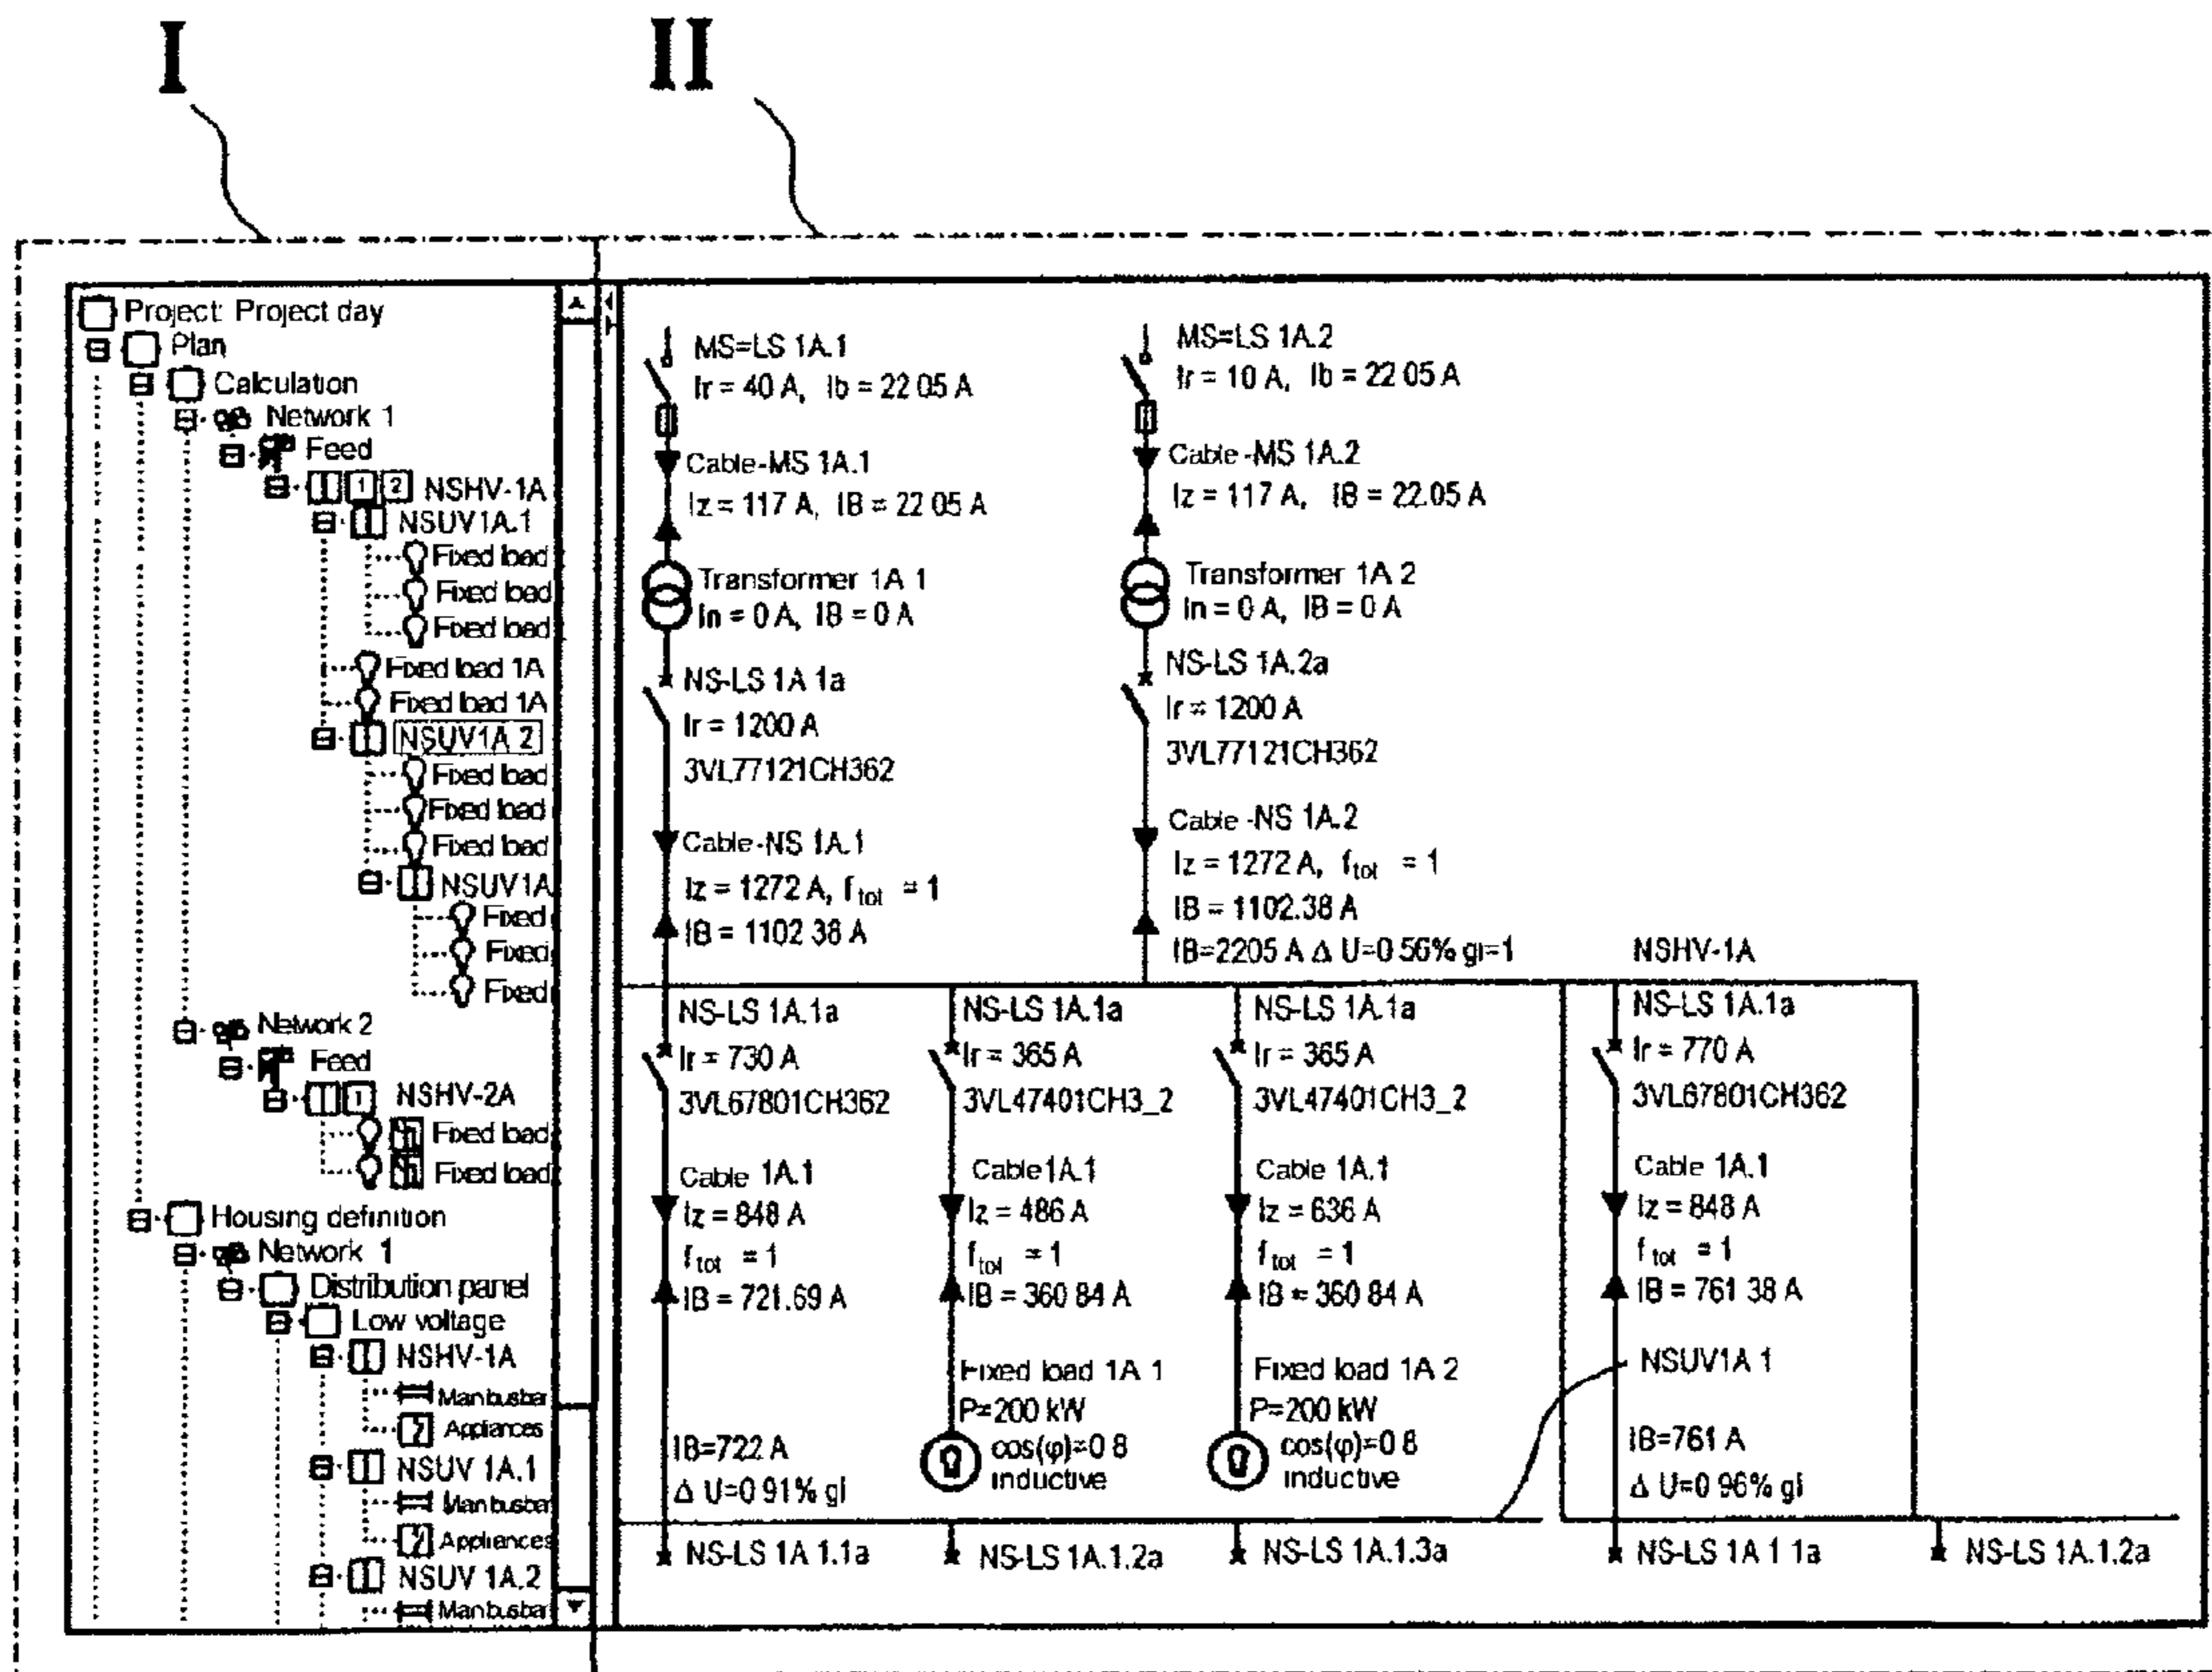 I
II
Project: Project day
Plan
Calculation
Network 1
Feed
1 2 NSHV-1A
NSUV1A.1
Fixed load
Fixed load
Fixed load
Fixed load 1A
Fixed load 1A
NSUV1A 2
Fixed load
Fixed load
Fixed load
NSUV1A
Fixed
Fixed
Fixed
Network 2
Feed
1 NSHV-2A
Fixed load
Fixed load
Housing definition
Network 1
Distribution panel
Low voltage
NSHV-1A
Man busbar
Appliances
NSUV 1A.1
Man busbar
Appliances
NSUV 1A.2
Man busbar
MS=LS 1A.1
Ir = 40 A, Ib = 22 05 A
Cable-MS 1A.1
Iz = 117 A, IB = 22 05 A
Transformer 1A 1
In = 0 A, IB = 0 A
NS-LS 1A 1a
Ir = 1200 A
3VL77121CH362
Cable-NS 1A.1
Iz = 1272 A, ftot = 1
IB = 1102 38 A
MS=LS 1A.2
Ir = 10 A, Ib = 22 05 A
Cable -MS 1A.2
Iz = 117 A, IB = 22.05 A
Transformer 1A 2
In = 0 A, IB = 0 A
NS-LS 1A.2a
Ir = 1200 A
3VL77121CH362
Cable -NS 1A.2
Iz = 1272 A, ftot = 1
IB = 1102.38 A
IB=2205 A Δ U=0 56% gi=1
NSHV-1A
NS-LS 1A.1a
Ir = 730 A
3VL67801CH362
Cable 1A.1
Iz = 848 A
ftot = 1
IB = 721.69 A
IB=722 A
Δ U=0 91% gl
NS-LS 1A.1a
Ir = 365 A
3VL47401CH3_2
Cable1A.1
Iz = 486 A
ftot = 1
IB = 360 84 A
Fixed load 1A 1
P=200 kW
cos(φ)=0 8
inductive
NS-LS 1A.1a
Ir = 365 A
3VL47401CH3_2
Cable 1A.1
Iz = 636 A
ftot = 1
IB = 360 84 A
Fixed load 1A 2
P=200 kW
cos(φ)=0 8
inductive
NS-LS 1A.1a
Ir = 770 A
3VL67801CH362
Cable 1A.1
Iz = 848 A
ftot = 1
IB = 761 38 A
NSUV1A 1
IB=761 A
Δ U=0 96% gl
NS-LS 1A 1.1a
NS-LS 1A.1.2a
NS-LS 1A.1.3a
NS-LS 1A 1 1a
NS-LS 1A.1.2a